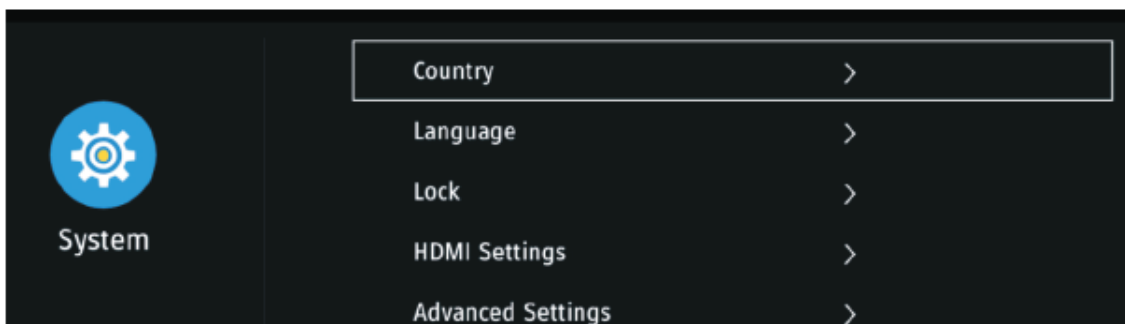 Country
Language
Lock
System
HDMI Settings
Advanced Settings